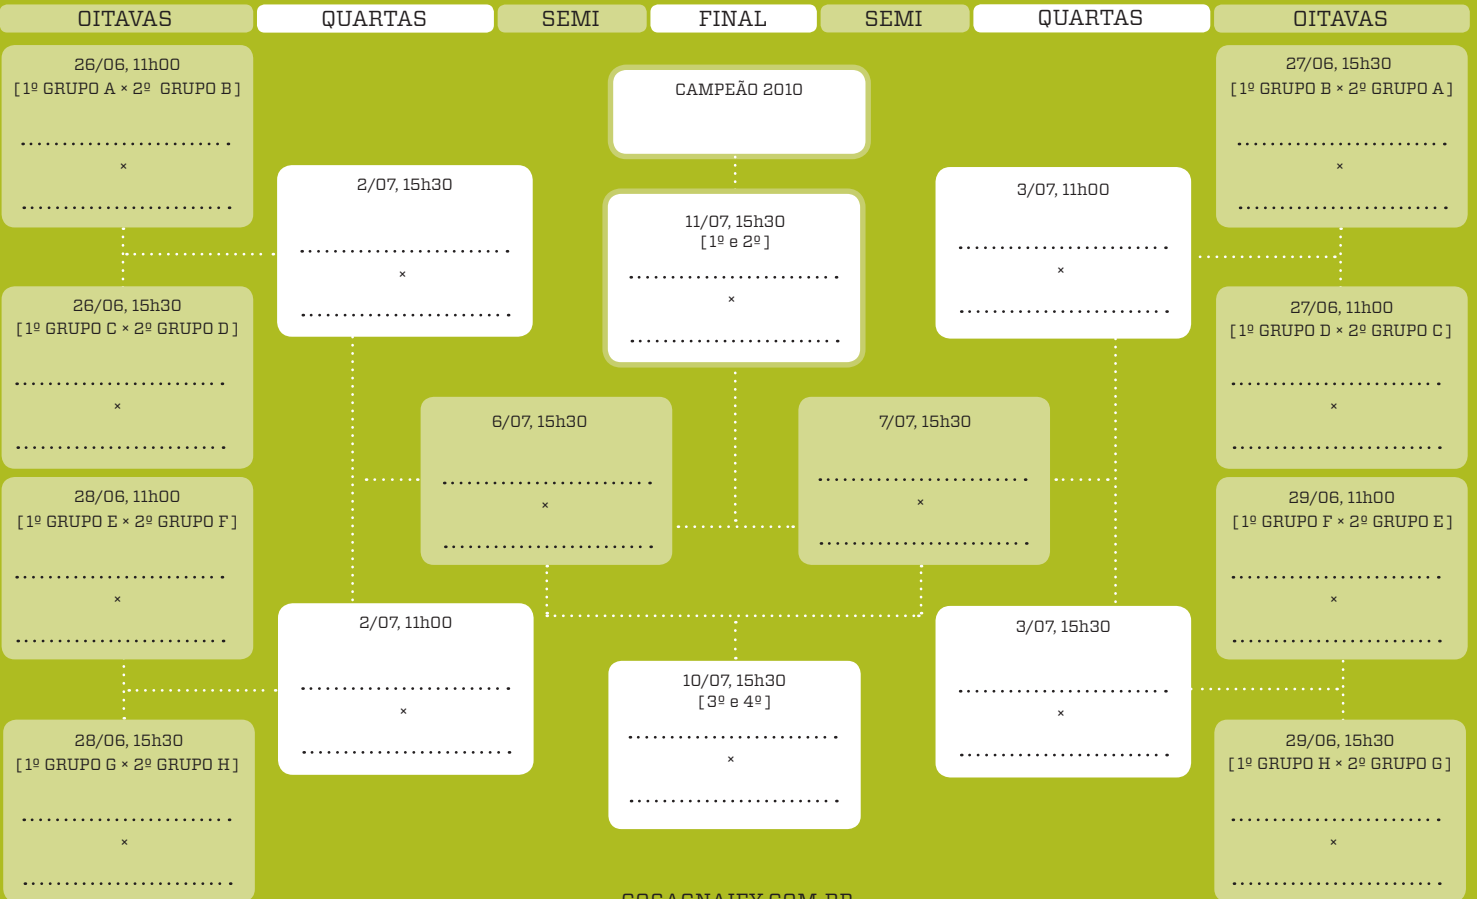 OITAVAS
QUARTAS
SEMI
FINAL
SEMI
QUARTAS
OITAVAS
26/06, 11h00
[1º GRUPO A × 2º GRUPO B]
×
26/06, 15h30
[1º GRUPO C × 2º GRUPO D]
×
28/06, 11h00
[1º GRUPO E × 2º GRUPO F]
×
28/06, 15h30
[1º GRUPO G × 2º GRUPO H]
×
2/07, 15h30
×
2/07, 11h00
×
6/07, 15h30
×
CAMPEÃO 2010
11/07, 15h30
[1º e 2º]
×
10/07, 15h30
[3º e 4º]
×
7/07, 15h30
×
3/07, 11h00
×
3/07, 15h30
×
27/06, 15h30
[1º GRUPO B × 2º GRUPO A]
×
27/06, 11h00
[1º GRUPO D × 2º GRUPO C]
×
29/06, 11h00
[1º GRUPO F × 2º GRUPO E]
×
29/06, 15h30
[1º GRUPO H × 2º GRUPO G]
×